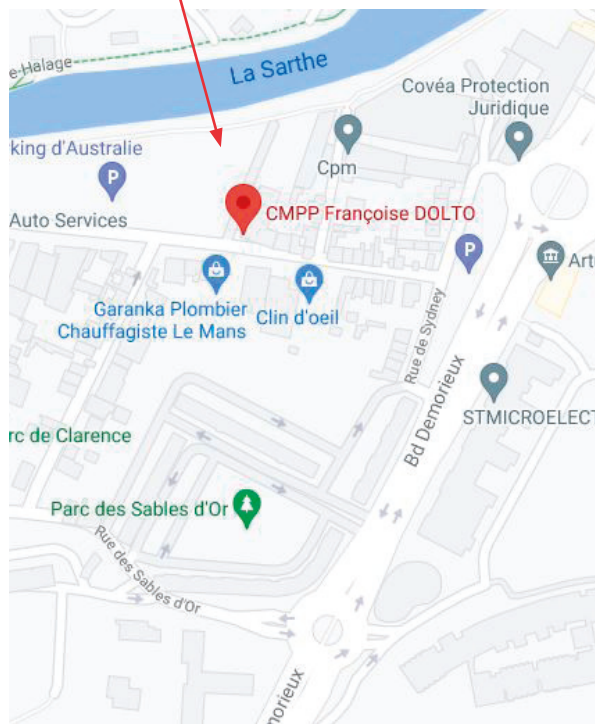 e-Halage
La Sarthe
Covéa Protection
Juridique
king d'Australie
P
Cpm
Auto Services
CMPP Françoise DOLTO
P
Art
Garanka Plombier
Chauffagiste Le Mans
Clin d'oeil
Rue de Sydney
Bd Demorieux
STMICROELECT
rc de Clarence
Parc des Sables d'Or
Rue des Sables d'Or
morieux